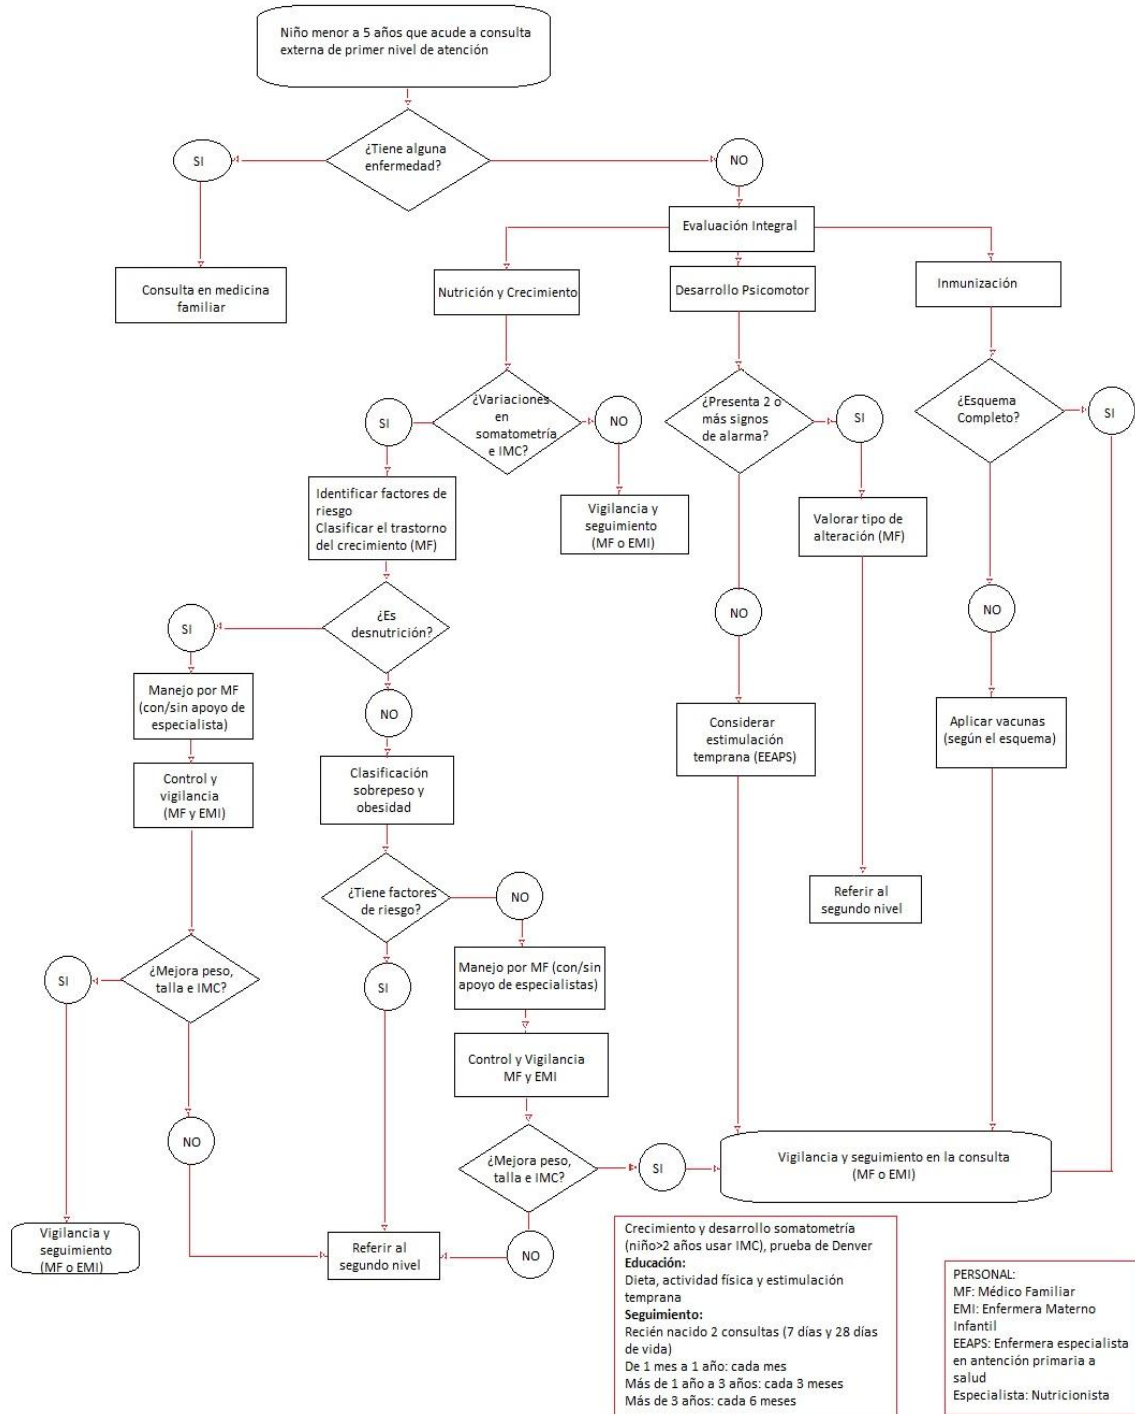 Niño menor a 5 años que acude a consulta
externa de primer nivel de atención
¿Tiene alguna
enfermedad?
SI
NO
Evaluación Integral
Consulta en medicina
familiar
Nutrición y Crecimiento
Desarrollo Psicomotor
Inmunización
¿Variaciones
en
somatometría
e IMC?
SI
NO
¿Presenta 2 o
más signos
de alarma?
SI
¿Esquema
Completo?
SI
Identificar factores de
riesgo
Clasificar el trastorno
del crecimiento (MF)
Vigilancia y
seguimiento
(MF o EMI)
Valorar tipo de
alteración (MF)
¿Es
desnutrición?
SI
NO
NO
Manejo por MF
(con/sin apoyo de
especialista)
NO
Considerar
estimulación
temprana (EEAPS)
Aplicar vacunas
(según el esquema)
Control y
vigilancia
(MF y EMI)
Clasificación
sobrepeso y
obesidad
¿Tiene factores
de riesgo?
NO
Referir al
segundo nivel
¿Mejora peso,
talla e IMC?
SI
SI
Manejo por MF (con/sin
apoyo de especialistas)
Control y Vigilancia
MF y EMI
NO
¿Mejora peso,
talla e IMC?
SI
Vigilancia y seguimiento en la consulta
(MF o EMI)
Vigilancia y
seguimiento
(MF o EMI)
Referir al
segundo nivel
NO
Crecimiento y desarrollo somatometría
(niño>2 años usar IMC), prueba de Denver
Educación:
Dieta, actividad física y estimulación
temprana
Seguimiento:
Recién nacido 2 consultas (7 días y 28 días
de vida)
De 1 mes a 1 año: cada mes
Más de 1 año a 3 años: cada 3 meses
Más de 3 años: cada 6 meses
PERSONAL:
MF: Médico Familiar
EMI: Enfermera Materno
Infantil
EEAPS: Enfermera especialista
en antención primaria a
salud
Especialista: Nutricionista